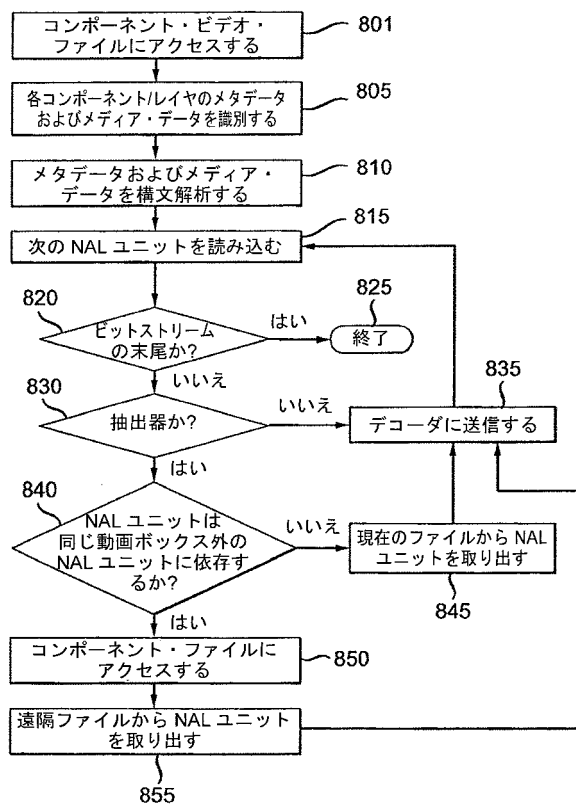 コンポーネント・ビデオ・
ファイルにアクセスする
801
各コンポーネント/レイヤのメタデータ
およびメディア・データを識別する
805
メタデータおよびメディア・
データを構文解析する
810
次の NAL ユニットを読み込む
815
820
ビットストリーム
の末尾か?
はい
825
終了
いいえ
830
抽出器か?
いいえ
835
デコーダに送信する
はい
840
NAL ユニットは
同じ動画ボックス外の
NAL ユニットに依存す
るか?
いいえ
現在のファイルから NAL
ユニットを取り出す
845
はい
コンポーネント・ファイルに
アクセスする
850
遠隔ファイルから NAL ユニット
を取り出す
855